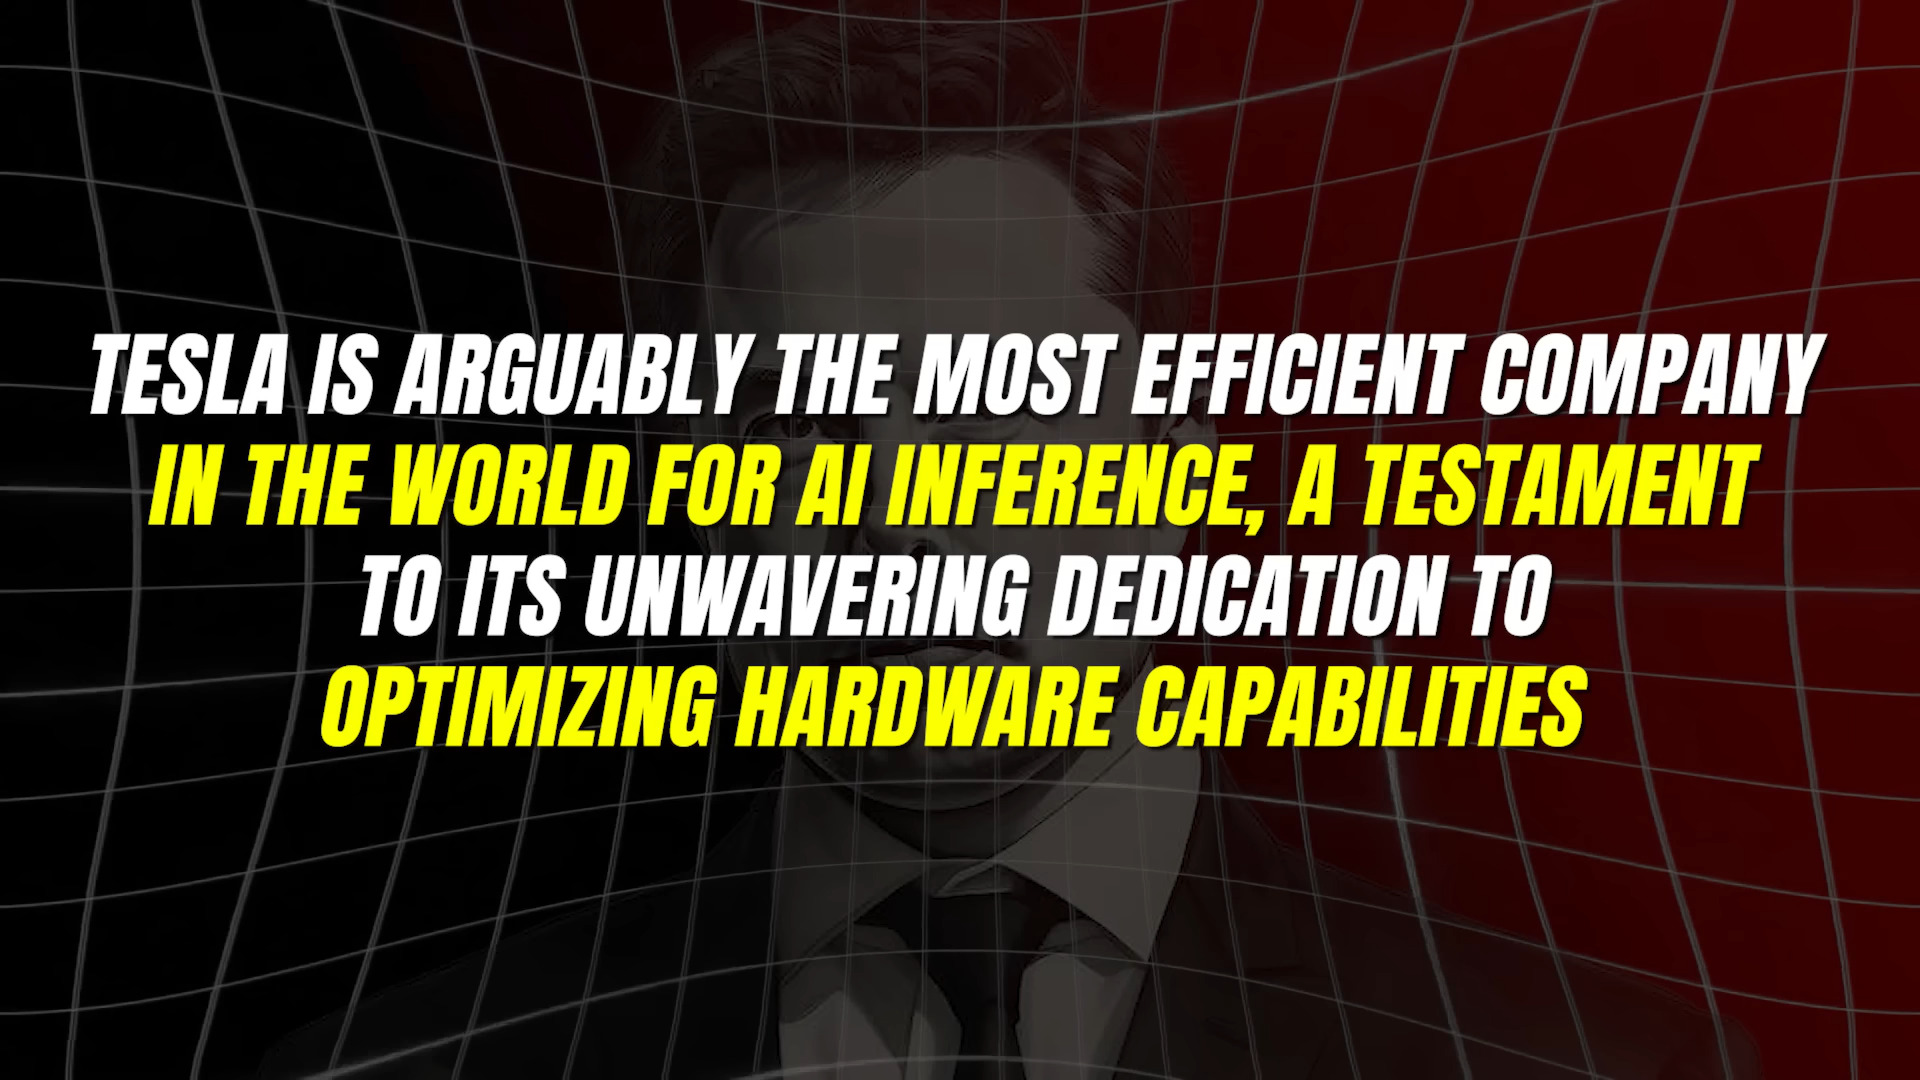 TESLA IS ARGUABLY THE MOST EFFICIENT COMPANY
IN THE WORLD FOR AI INFERENCE, A TESTAMENT
TO ITS UNWAVERING DEDICATION TO
OPTIMIZING HARDWARE CAPABILITIES